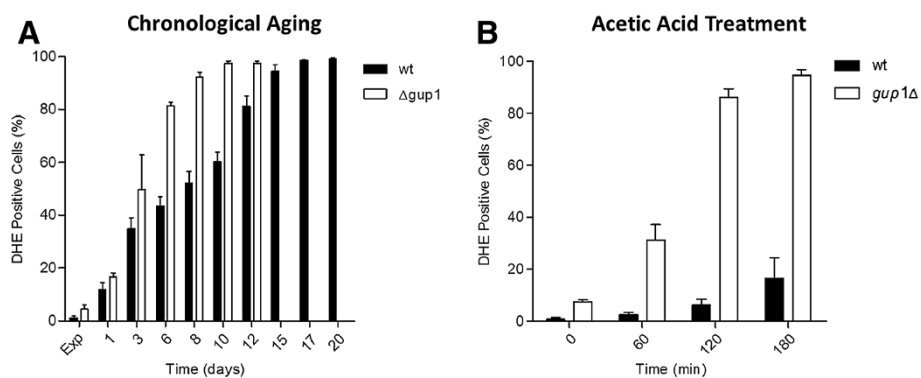 A
Chronological Aging
DHE Positive Cells (%)
100
80
60
40
20
0
wt
Δgup1
Exp
1
3
6
8
10
12
15
17
20
Time (days)
B
Acetic Acid Treatment
DHE Positive Cells (%)
100
80
60
40
20
0
wt
gup1Δ
0
60
120
180
Time (min)